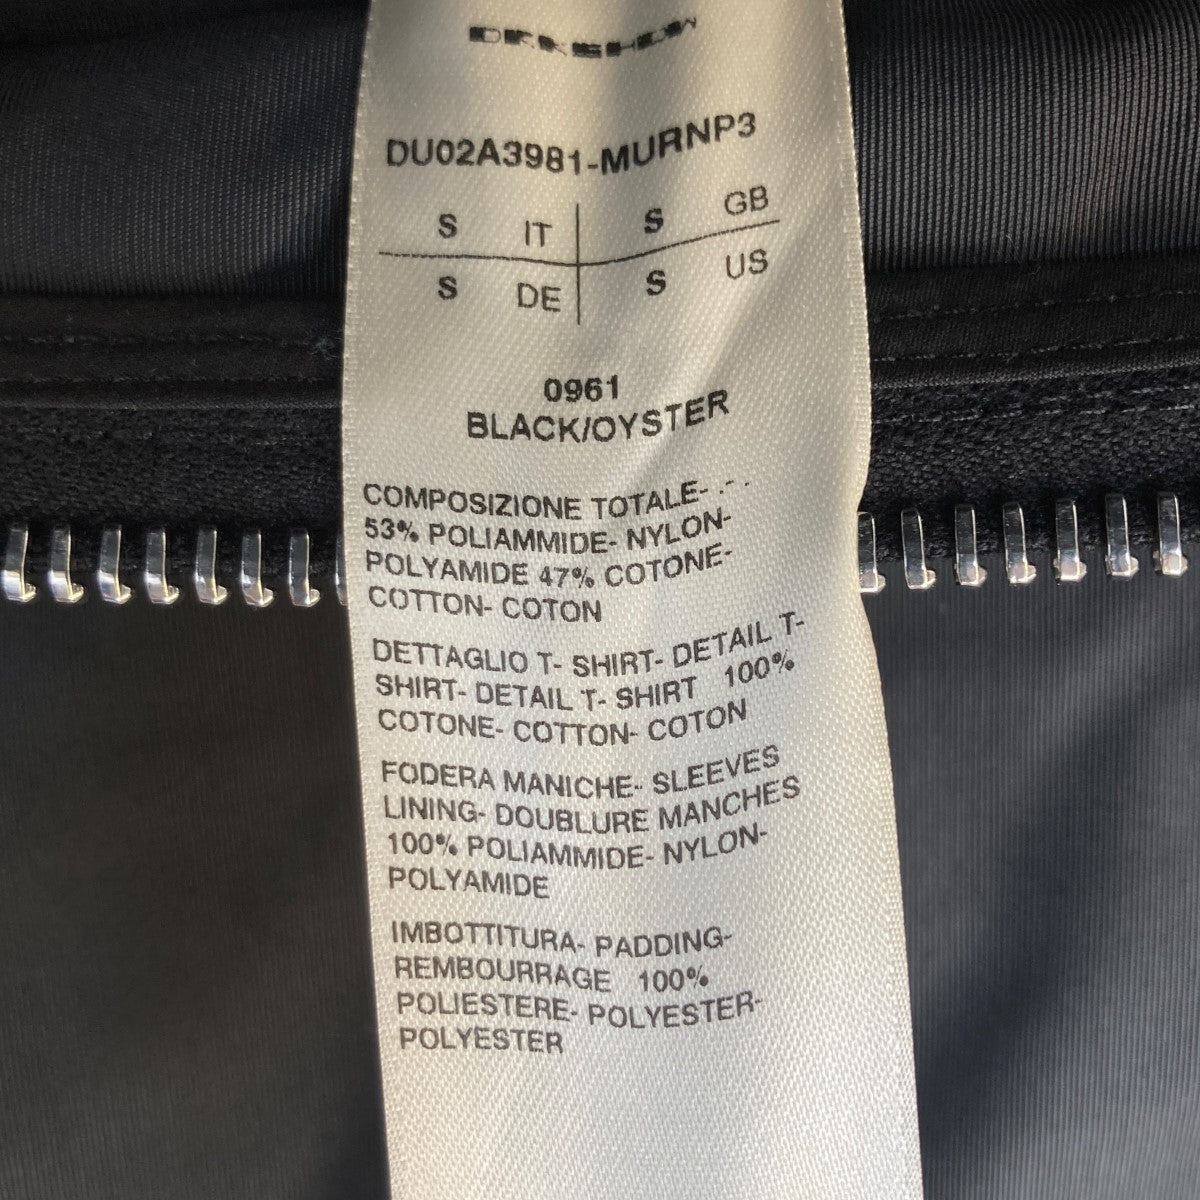 DRKSHDW
DU02A3981-MURNP3
S IT S GB
S DE S US
0961
BLACK/OYSTER
COMPOSIZIONE TOTALE- .-.
53% POLIAMMIDE- NYLON-
POLYAMIDE 47% COTONE-
COTTON- COTON
DETTAGLIO T- SHIRT- DETAIL T-
SHIRT- DETAIL T- SHIRT 100%
COTONE- COTTON- COTON
FODERA MANICHE- SLEEVES
LINING- DOUBLURE MANCHES
100% POLIAMMIDE- NYLON-
POLYAMIDE
IMBOTTITURA- PADDING-
REMBOURRAGE 100%
POLIESTERE- POLYESTER-
POLYESTER